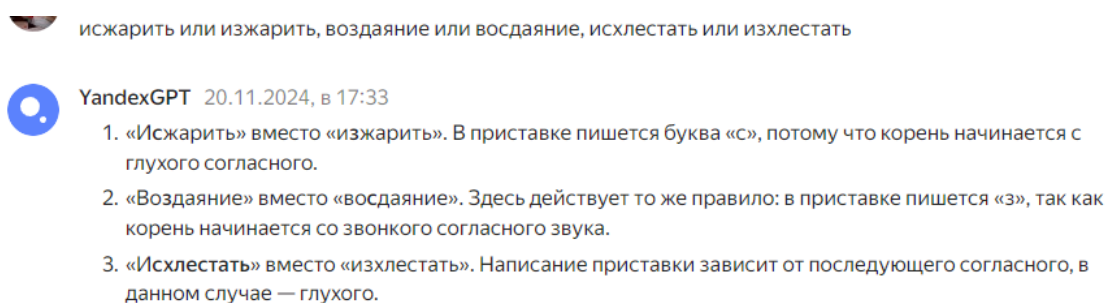 исжарить или изжарить, воздаяние или восдаяние, исхлестать или изхлестать
YandexGPT 20.11.2024, в 17:33
1. «Исжарить» вместо «изжарить». В приставке пишется буква «с», потому что корень начинается с
глухого согласного.
2. «Воздаяние» вместо «восдаяние». Здесь действует то же правило: в приставке пишется «з», так как
корень начинается со звонкого согласного звука.
3. «Исхлестать» вместо «изхлестать». Написание приставки зависит от последующего согласного, в
данном случае — глухого.